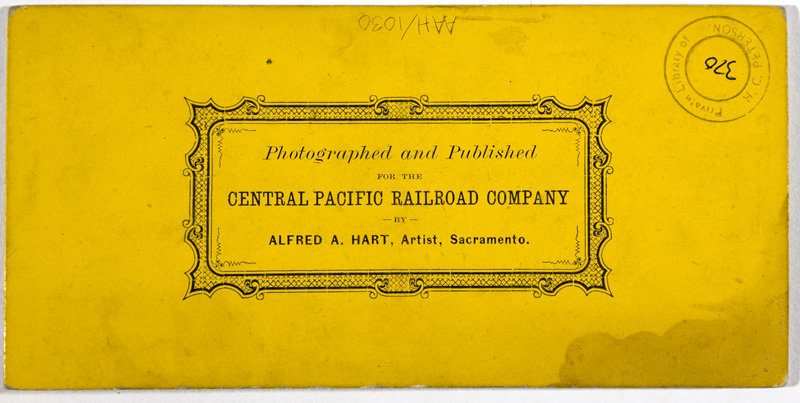 AAH/1030
Private Library of
H. C. PETERSON
370
Photographed and Published
FOR THE
CENTRAL PACIFIC RAILROAD COMPANY
— BY —
ALFRED A. HART, Artist, Sacramento.